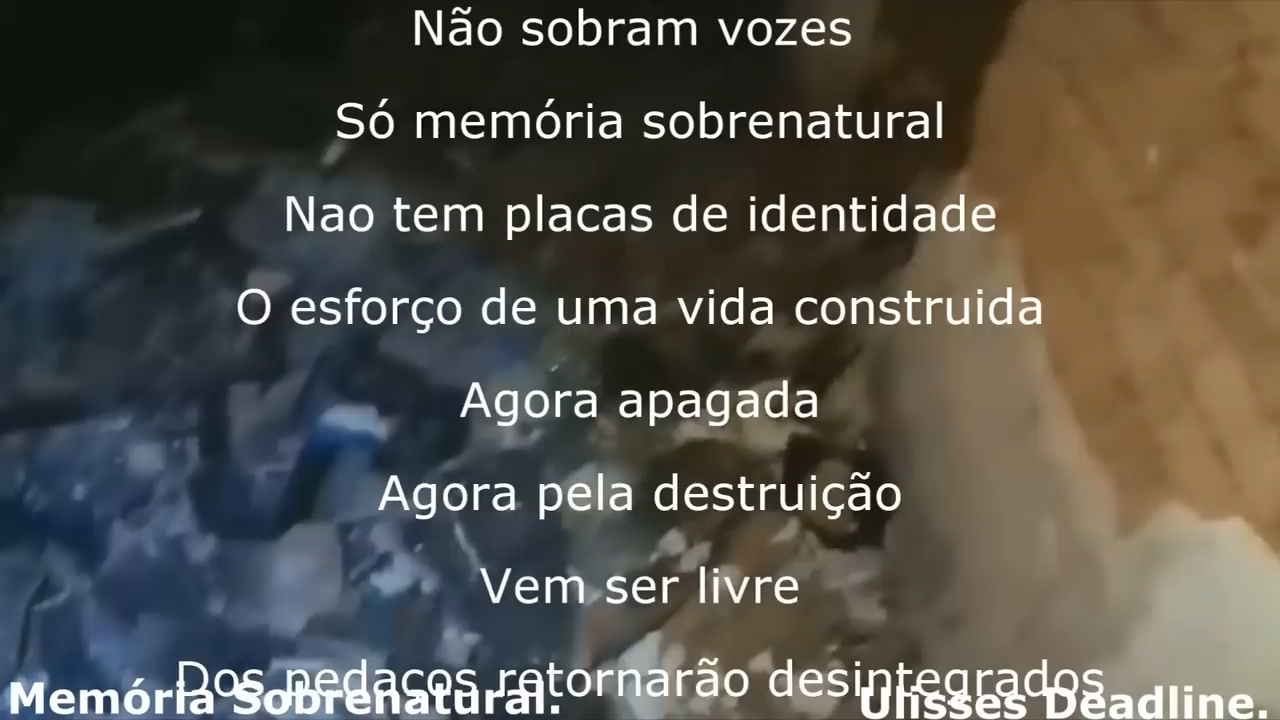 Não sobram vozes
Só memória sobrenatural
Nao tem placas de identidade
O esforço de uma vida construida
Agora apagada
Agora pela destruição
Vem ser livre
Dos pedaços retornarão desintegrados
Memória Sobrenatural.
Ulisses Deadline.